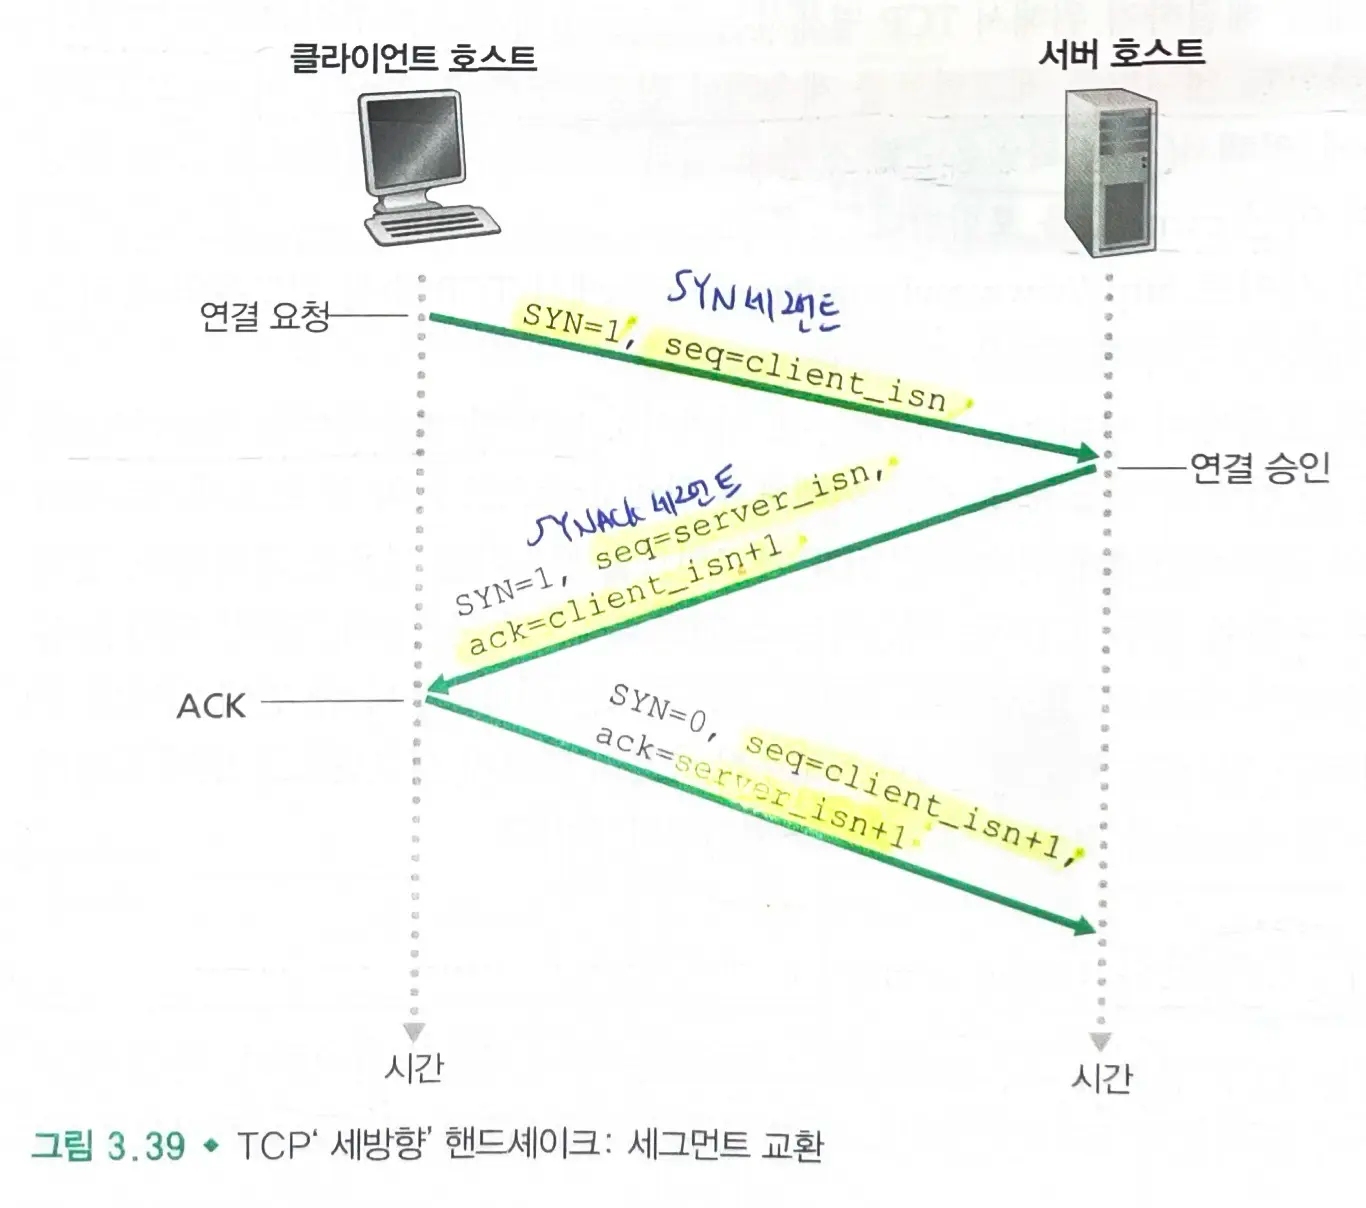 클라이언트 호스트
서버 호스트
연결 요청
SYN 세그먼트
SYN=1, seq=client_isn
연결 승인
SYNACK 세그먼트
SYN=1, seq=server_isn,
ack=client_isn+1
ACK
SYN=0, seq=client_isn+1,
ack=server_isn+1
시간
시간
그림 3.39 ◆ TCP‘ 세방향’ 핸드셰이크: 세그먼트 교환